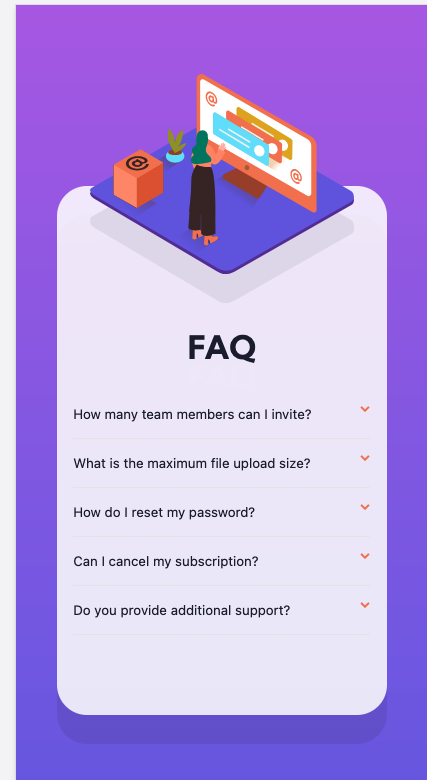 @
@
@
FAQ
How many team members can I invite?
What is the maximum file upload size?
How do I reset my password?
Can I cancel my subscription?
Do you provide additional support?